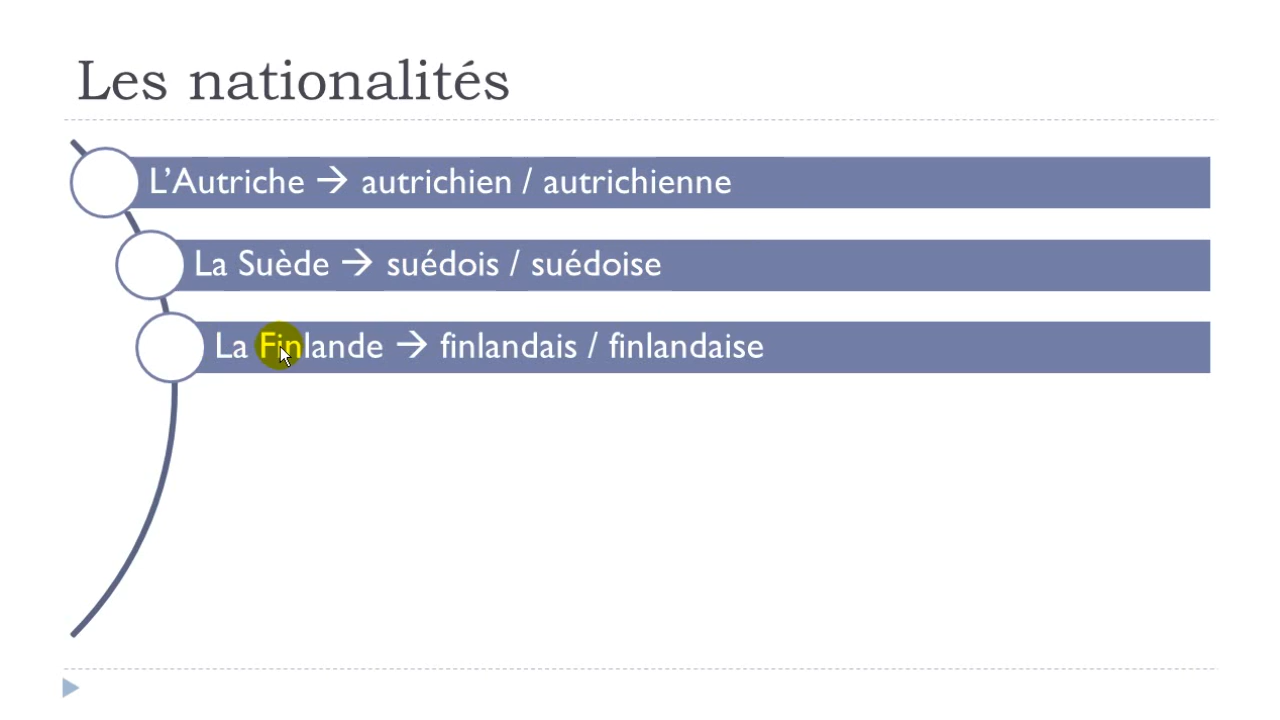 Les nationalités
L’Autriche → autrichien / autrichienne
La Suède → suédois / suédoise
La Finlande → finlandais / finlandaise